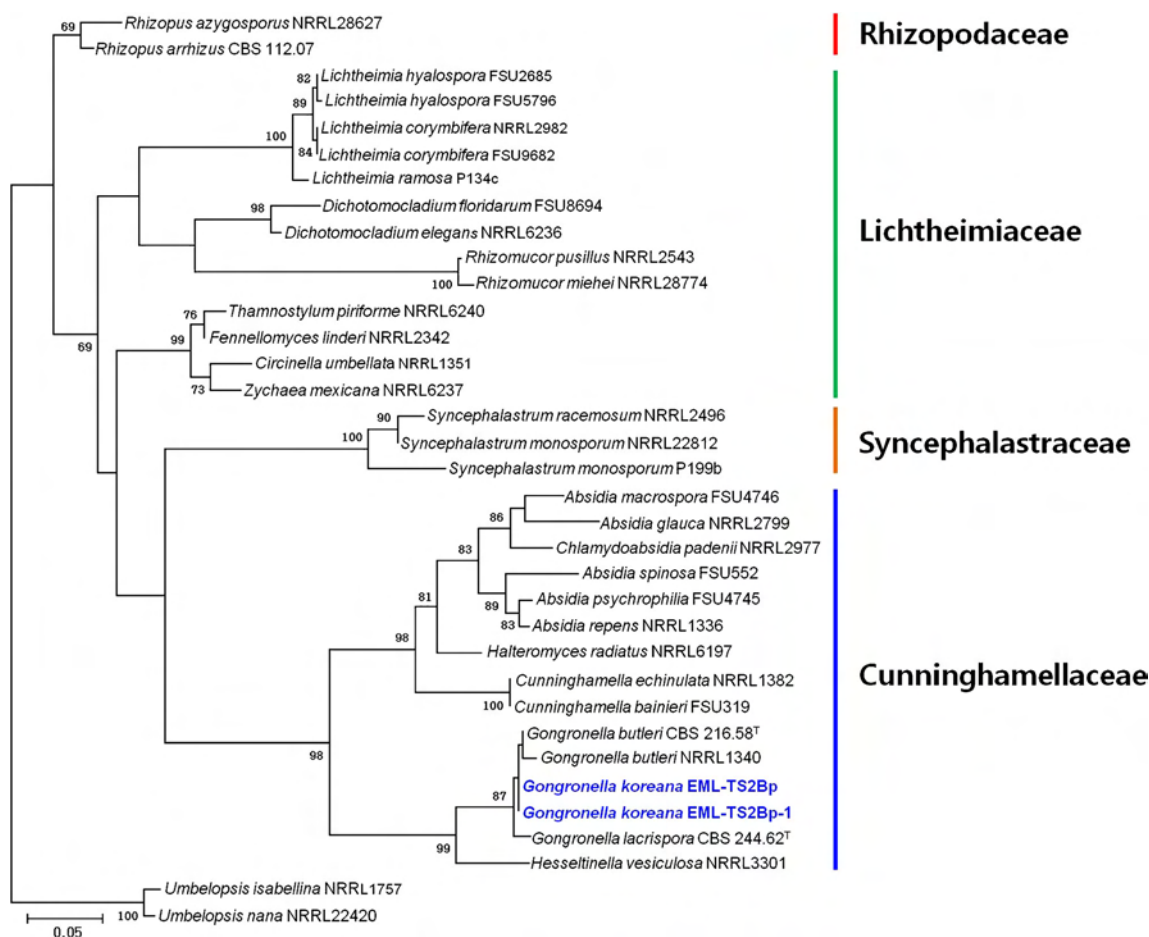 69
Rhizopus azygosporus NRRL28627
Rhizopus arrhizus CBS 112.07
Rhizopodaceae
82
Lichtheimia hyalospora FSU2685
89
Lichtheimia hyalospora FSU5796
100
Lichtheimia corymbifera NRRL2982
84
Lichtheimia corymbifera FSU9682
Lichtheimia ramosa P134c
98
Dichotomocladium floridarum FSU8694
Dichotomocladium elegans NRRL6236
Lichtheimiaceae
Rhizomucor pusillus NRRL2543
100
Rhizomucor miehei NRRL28774
76
Thamnostylum piriforme NRRL6240
69
99
Fennellomyces linderi NRRL2342
Circinella umbellata NRRL1351
73
Zychaea mexicana NRRL6237
90
Syncephalastrum racemosum NRRL2496
100
Syncephalastrum monosporum NRRL22812
Syncephalastraceae
Syncephalastrum monosporum P199b
Absidia macrospora FSU4746
86
Absidia glauca NRRL2799
83
Chlamydoabsidia padenii NRRL2977
Absidia spinosa FSU552
81
89
Absidia psychrophilia FSU4745
83
Absidia repens NRRL1336
98
Halteromyces radiatus NRRL6197
Cunninghamellaceae
Cunninghamella echinulata NRRL1382
100
Cunninghamella bainieri FSU319
Gongronella butleri CBS 216.58ᵀ
98
Gongronella butleri NRRL1340
87
Gongronella koreana EML-TS2Bp
Gongronella koreana EML-TS2Bp-1
Gongronella lacrispora CBS 244.62ᵀ
99
Hesseltinella vesiculosa NRRL3301
Umbelopsis isabellina NRRL1757
100
Umbelopsis nana NRRL22420
0.05